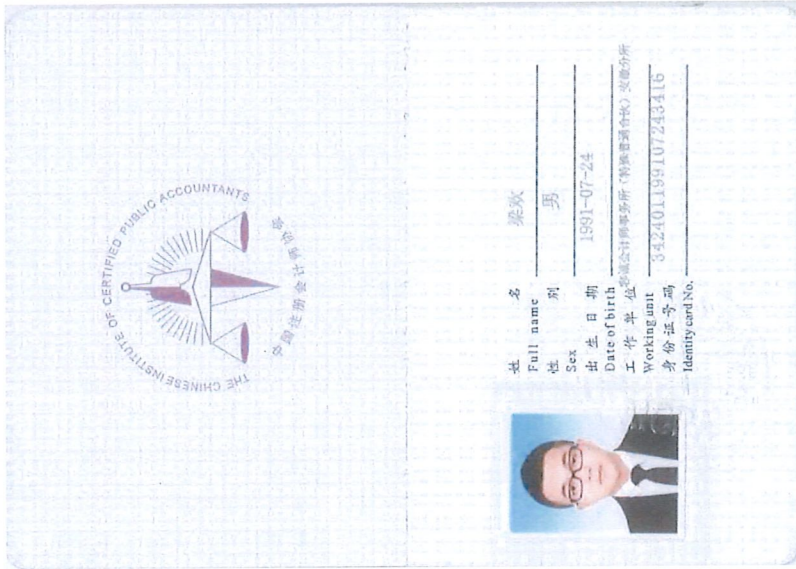 THE CHINESE INSTITUTE OF CERTIFIED PUBLIC ACCOUNTANTS
中国注册会计师协会
姓 名 梁欢
Full name
性 别 男
Sex
出 生 日 期 1991-07-24
Date of birth
工 作 单 位 容诚会计师事务所(特殊普通合伙)安徽分所
Working unit
身份证号码 342401199107243416
Identity card No.